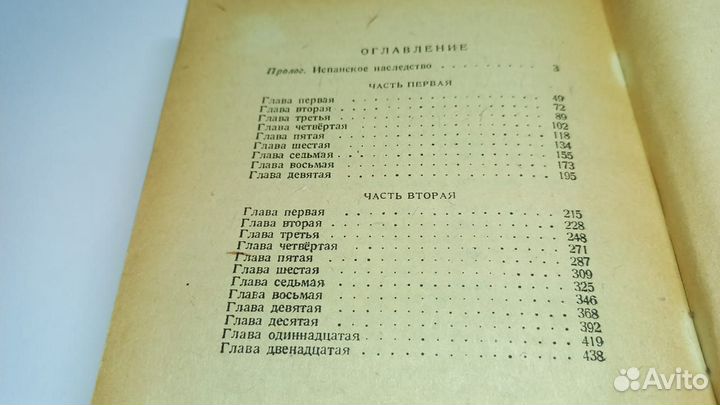 ОГЛАВЛЕНИЕ
Пролог. Испанское наследство . . . . . . 3
ЧАСТЬ ПЕРВАЯ
Глава первая . . . . . . . . . . . . 49
Глава вторая . . . . . . . . . . . . 72
Глава третья . . . . . . . . . . . . 89
Глава четвёртая . . . . . . . . . . . . 102
Глава пятая . . . . . . . . . . . . 118
Глава шестая . . . . . . . . . . . . 134
Глава седьмая . . . . . . . . . . . . 155
Глава восьмая . . . . . . . . . . . . 173
Глава девятая . . . . . . . . . . . . 195
ЧАСТЬ ВТОРАЯ
Глава первая . . . . . . . . . . . . 215
Глава вторая . . . . . . . . . . . . 228
Глава третья . . . . . . . . . . . . 248
Глава четвёртая . . . . . . . . . . . . 271
Глава пятая . . . . . . . . . . . . 287
Глава шестая . . . . . . . . . . . . 309
Глава седьмая . . . . . . . . . . . . 325
Глава восьмая . . . . . . . . . . . . 346
Глава девятая . . . . . . . . . . . . 368
Глава десятая . . . . . . . . . . . . 392
Глава одиннадцатая . . . . . . . . . . 419
Глава двенадцатая . . . . . . . . . . 438
Avito